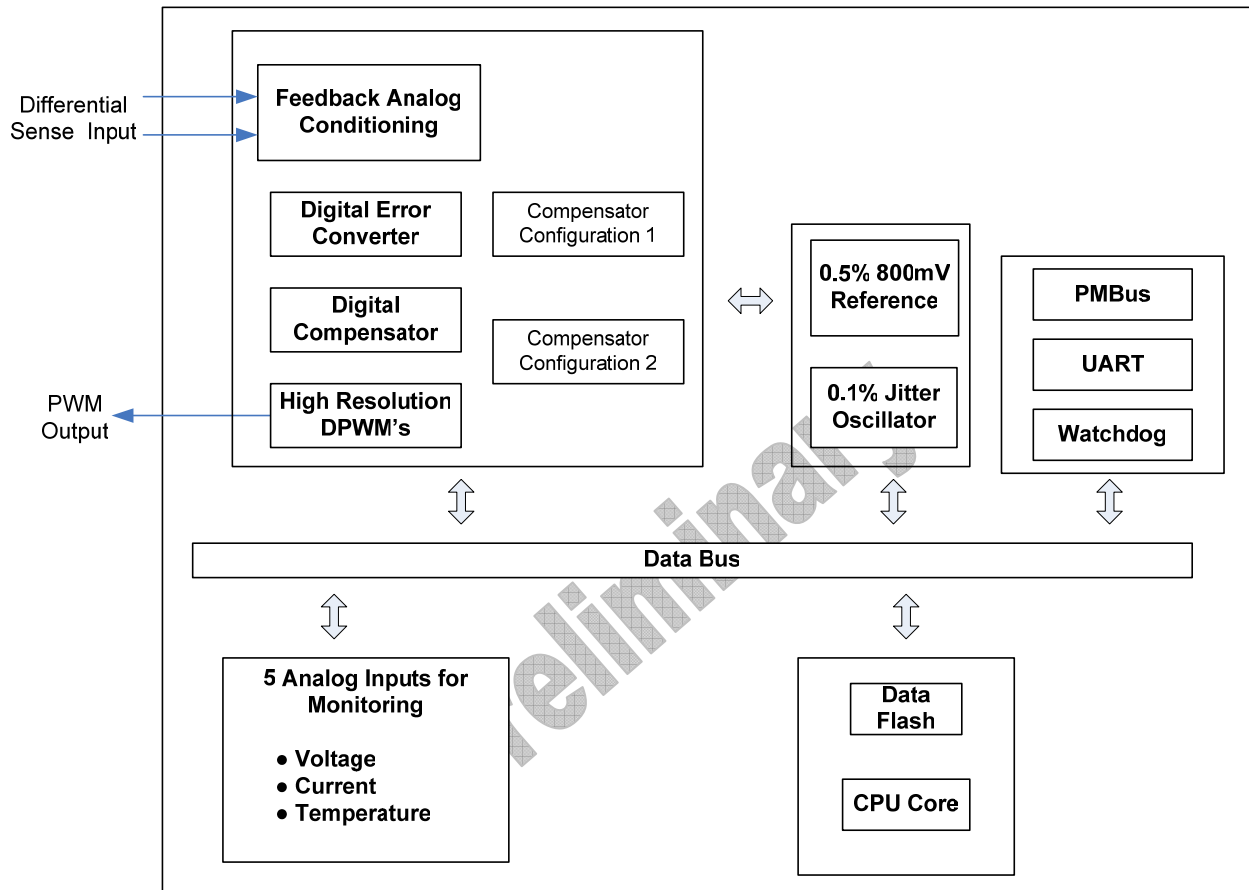 Differential
Sense Input
Feedback Analog
Conditioning
Digital Error
Converter
Compensator
Configuration 1
Digital
Compensator
Compensator
Configuration 2
PWM
Output
High Resolution
DPWM's
0.5% 800mV
Reference
0.1% Jitter
Oscillator
PMBus
UART
Watchdog
Data Bus
5 Analog Inputs for
Monitoring
● Voltage
● Current
● Temperature
Data
Flash
CPU Core
Preliminary